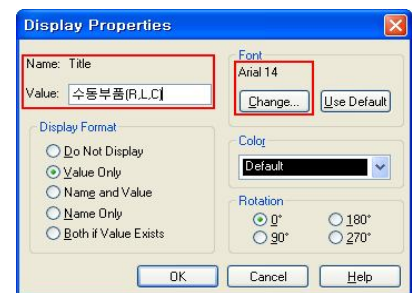 Display Properties
Name: Title
Value: 수동부품(R,L,C)
Font
Arial 14
Change...
Use Default
Display Format
Do Not Display
Value Only
Name and Value
Name Only
Both if Value Exists
Color
Default
Rotation
0°
180°
90°
270°
OK
Cancel
Help